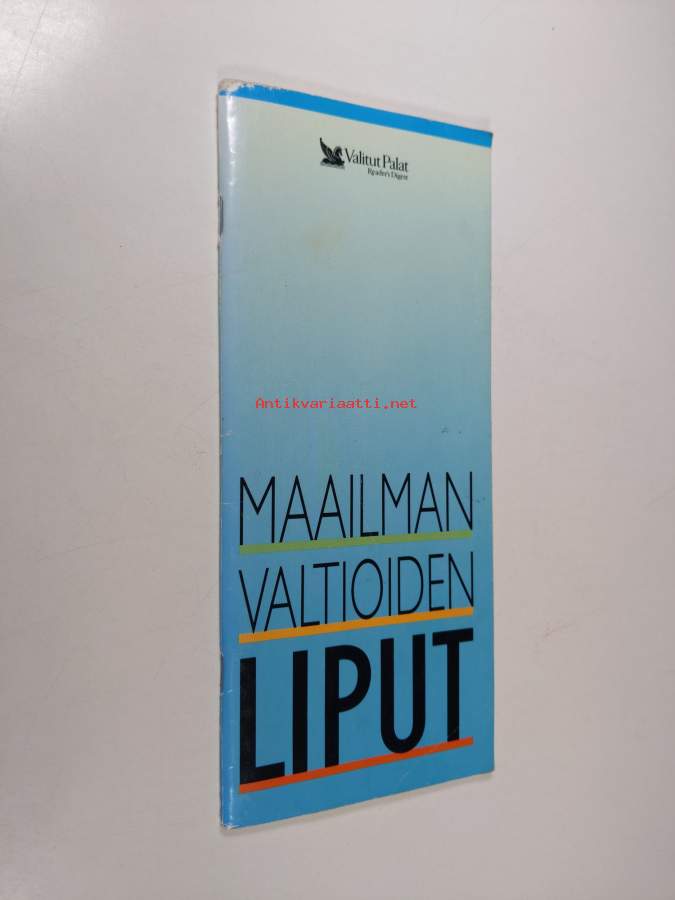 Valitut Palat
Reader's Digest
Antikvariaatti.net
MAAILMAN
VALTIOIDEN
LIPUT